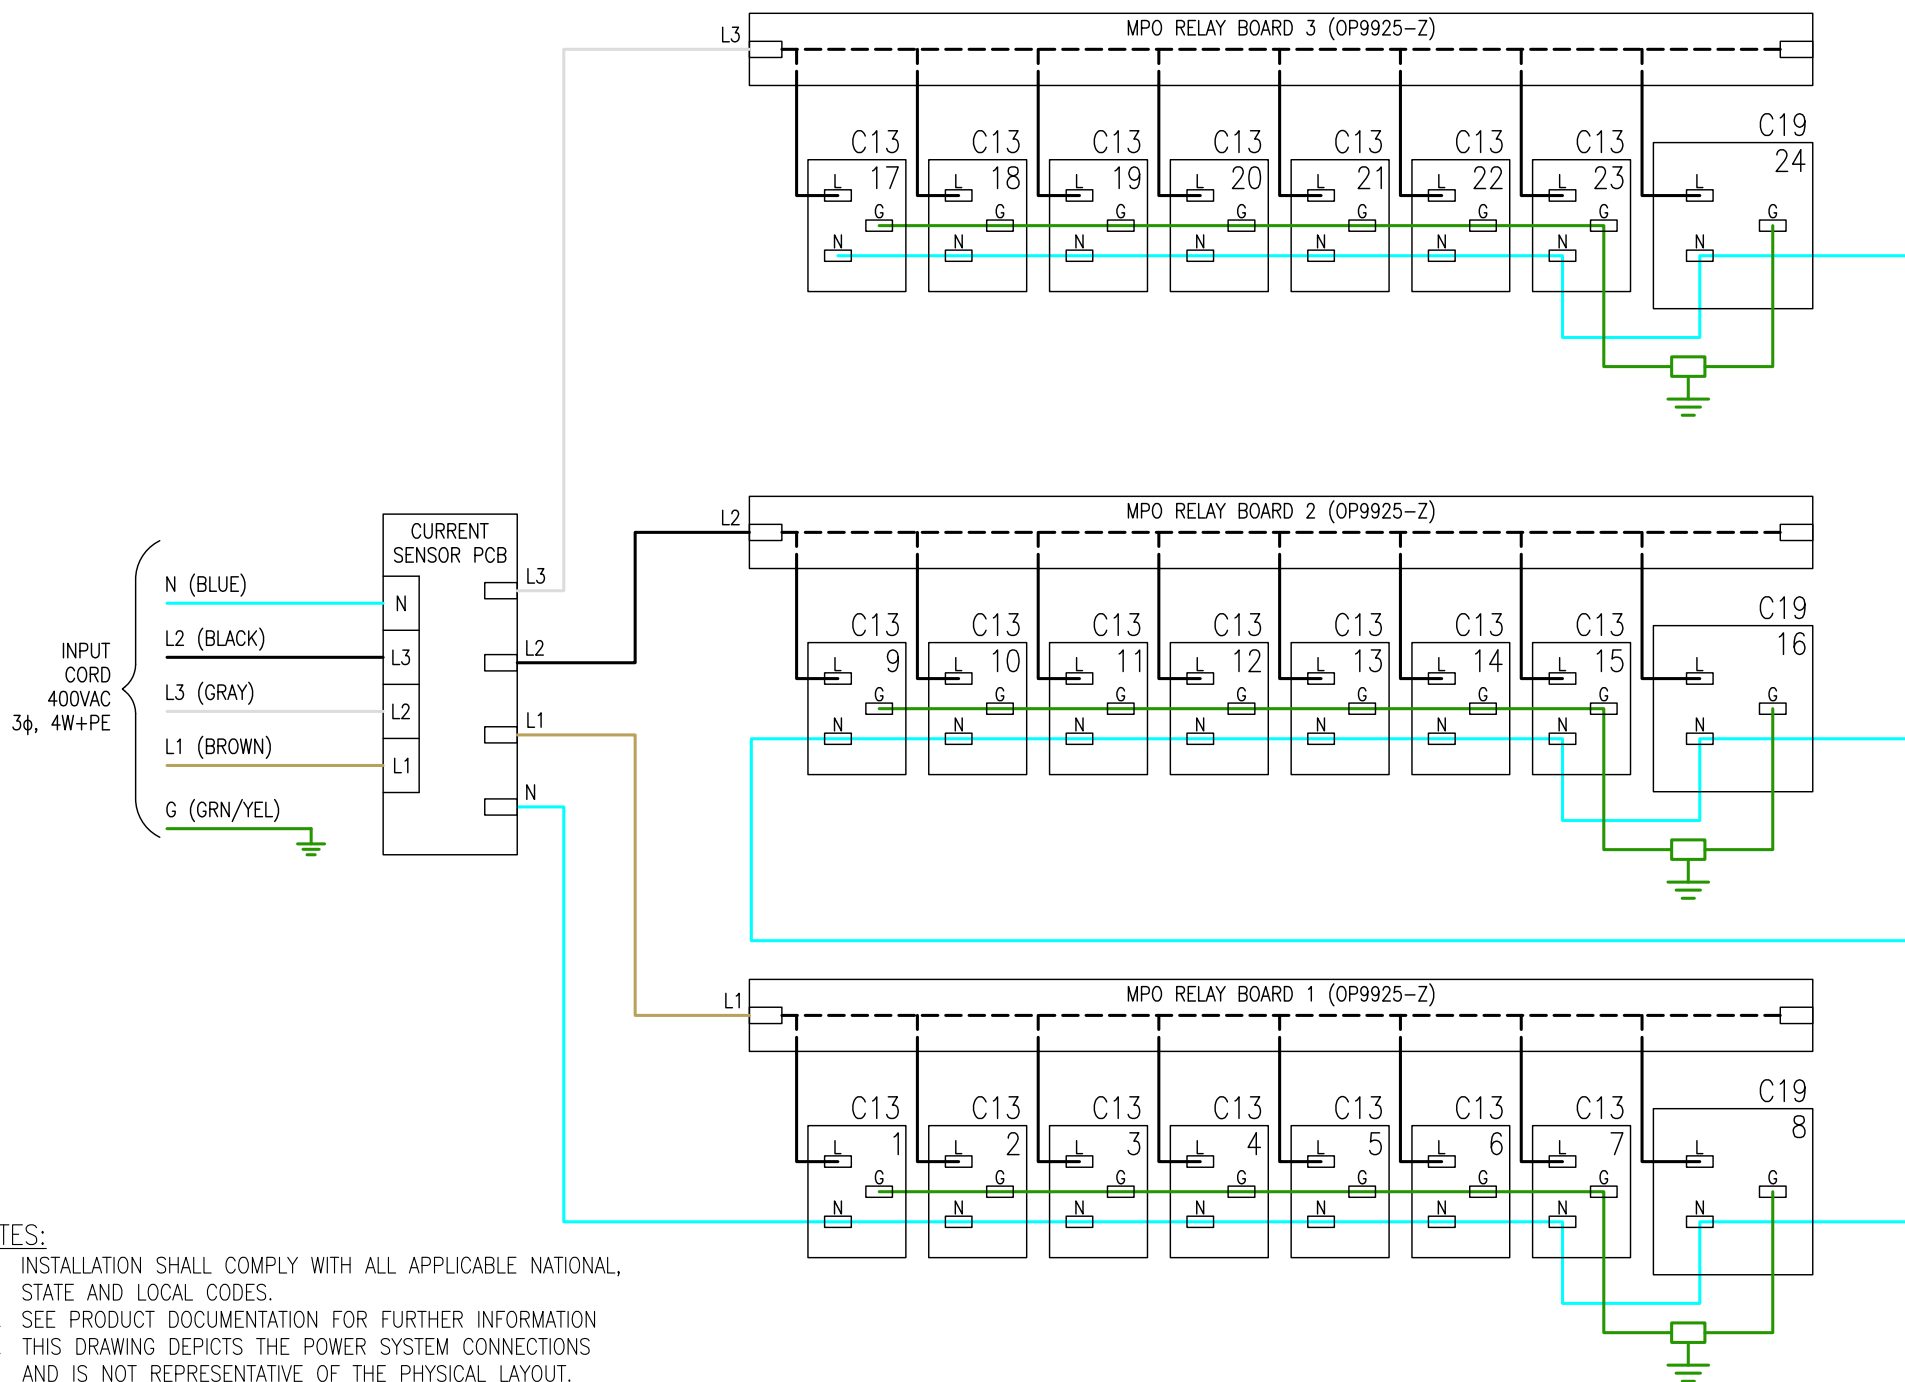 MPO RELAY BOARD 3 (OP9925-Z)
L3
C13 C13 C13 C13 C13 C13 C13 C19
17 18 19 20 21 22 23 24
L L L L L L L L
G G G G G G G G
N N N N N N N N
MPO RELAY BOARD 2 (OP9925-Z)
L2
C13 C13 C13 C13 C13 C13 C13 C19
9 10 11 12 13 14 15 16
L L L L L L L L
G G G G G G G G
N N N N N N N N
CURRENT
SENSOR PCB
INPUT
CORD
400VAC
3ϕ, 4W+PE
N (BLUE)
L2 (BLACK)
L3 (GRAY)
L1 (BROWN)
G (GRN/YEL)
N
L3
L2
L1
L3
L2
L1
N
MPO RELAY BOARD 1 (OP9925-Z)
L1
C13 C13 C13 C13 C13 C13 C13 C19
1 2 3 4 5 6 7 8
L L L L L L L L
G G G G G G G G
N N N N N N N N
TES:
INSTALLATION SHALL COMPLY WITH ALL APPLICABLE NATIONAL,
STATE AND LOCAL CODES.
SEE PRODUCT DOCUMENTATION FOR FURTHER INFORMATION
THIS DRAWING DEPICTS THE POWER SYSTEM CONNECTIONS
AND IS NOT REPRESENTATIVE OF THE PHYSICAL LAYOUT.